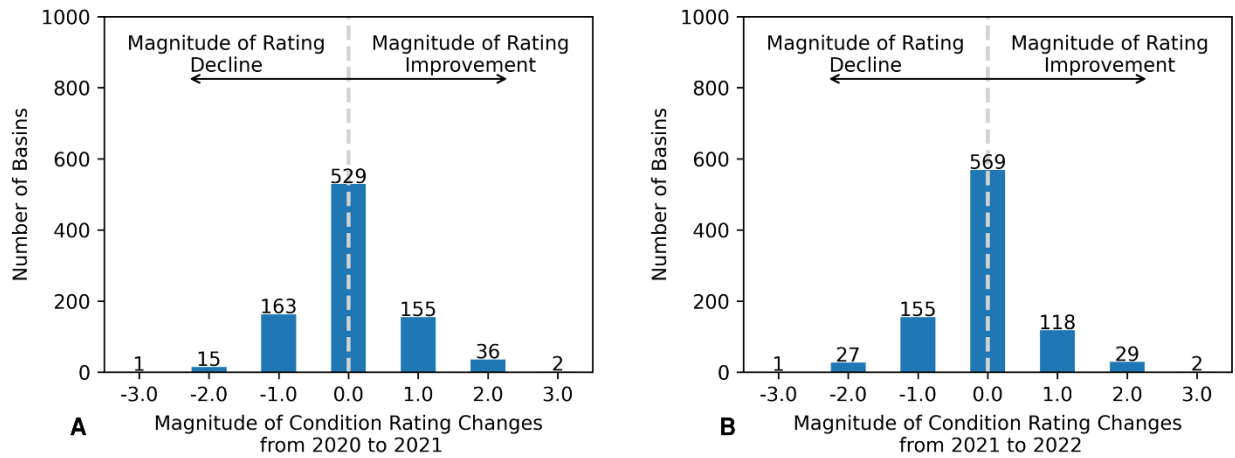 1000
800
600
400
200
0
Number of Basins
Magnitude of Rating
Decline
Magnitude of Rating
Improvement
1
15
163
529
155
36
2
-3.0
-2.0
-1.0
0.0
1.0
2.0
3.0
A
Magnitude of Condition Rating Changes
from 2020 to 2021
1000
800
600
400
200
0
Number of Basins
Magnitude of Rating
Decline
Magnitude of Rating
Improvement
1
27
155
569
118
29
2
-3.0
-2.0
-1.0
0.0
1.0
2.0
3.0
B
Magnitude of Condition Rating Changes
from 2021 to 2022